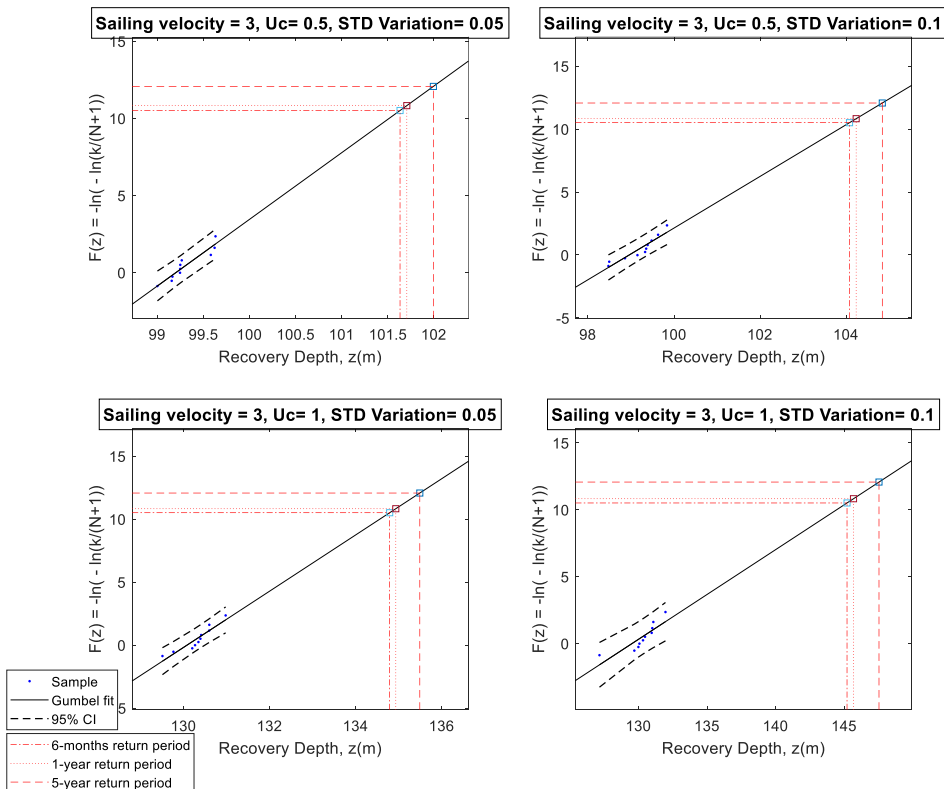 Sailing velocity = 3, Uc= 0.5, STD Variation= 0.05
15
10
5
0
F(z) = -ln( - ln(k/(N+1))
99 99.5 100 100.5 101 101.5 102
Recovery Depth, z(m)
Sailing velocity = 3, Uc= 0.5, STD Variation= 0.1
15
10
5
0
-5
F(z) = -ln( - ln(k/(N+1))
98 100 102 104
Recovery Depth, z(m)
Sailing velocity = 3, Uc= 1, STD Variation= 0.05
15
10
5
0
5
F(z) = -ln( - ln(k/(N+1))
130 132 134 136
Recovery Depth, z(m)
Sailing velocity = 3, Uc= 1, STD Variation= 0.1
15
10
5
0
F(z) = -ln( - ln(k/(N+1))
130 135 140 145
Recovery Depth, z(m)
Sample
Gumbel fit
95% CI
6-months return period
1-year return period
5-year return period